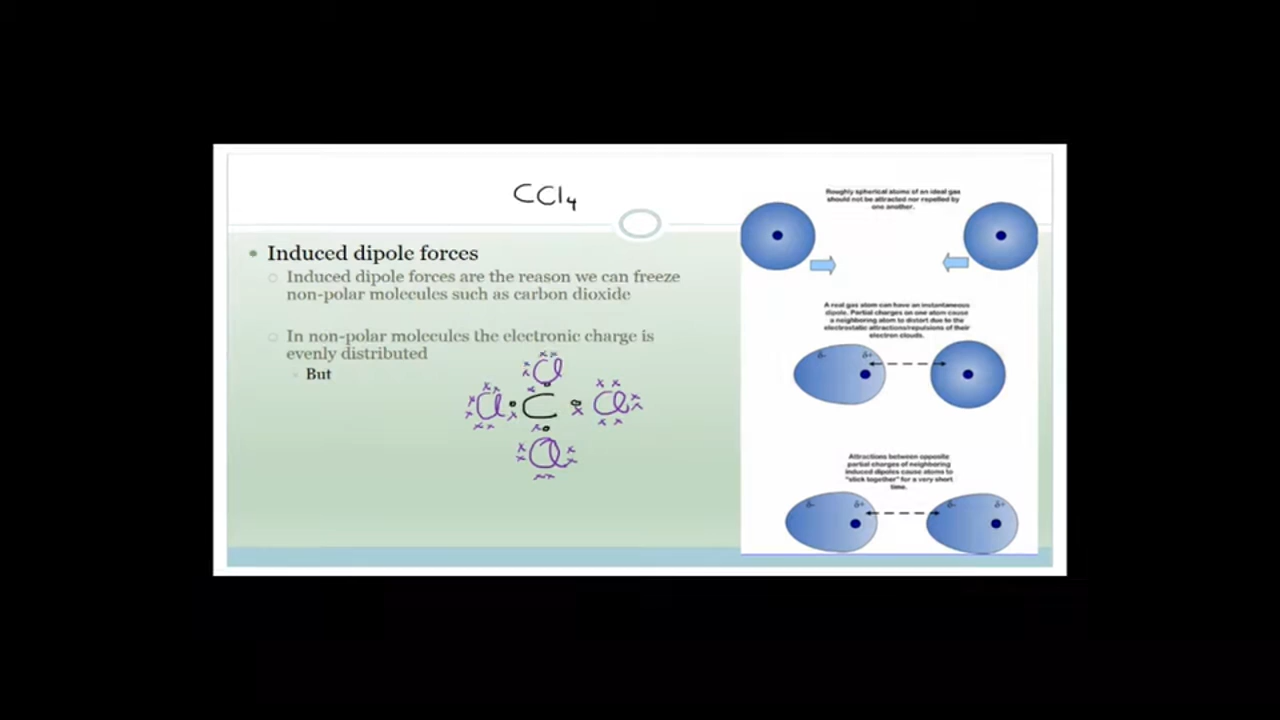 CCl4
Induced dipole forces
Induced dipole forces are the reason we can freeze
non-polar molecules such as carbon dioxide
In non-polar molecules the electronic charge is
evenly distributed
But
Cl
Cl C Cl
Cl
Roughly spherical atoms of an ideal gas
should not be attracted nor repelled by
one another.
A real gas atom can have an instantaneous
dipole. Partial charges on one atom cause
a neighboring atom to distort due to the
electrostatic attractions/repulsions of their
electron clouds.
δ- δ+
Attractions between opposite
partial charges of neighboring
induced dipoles cause atoms to
"stick together" for a very short
time.
δ- δ+ δ- δ+